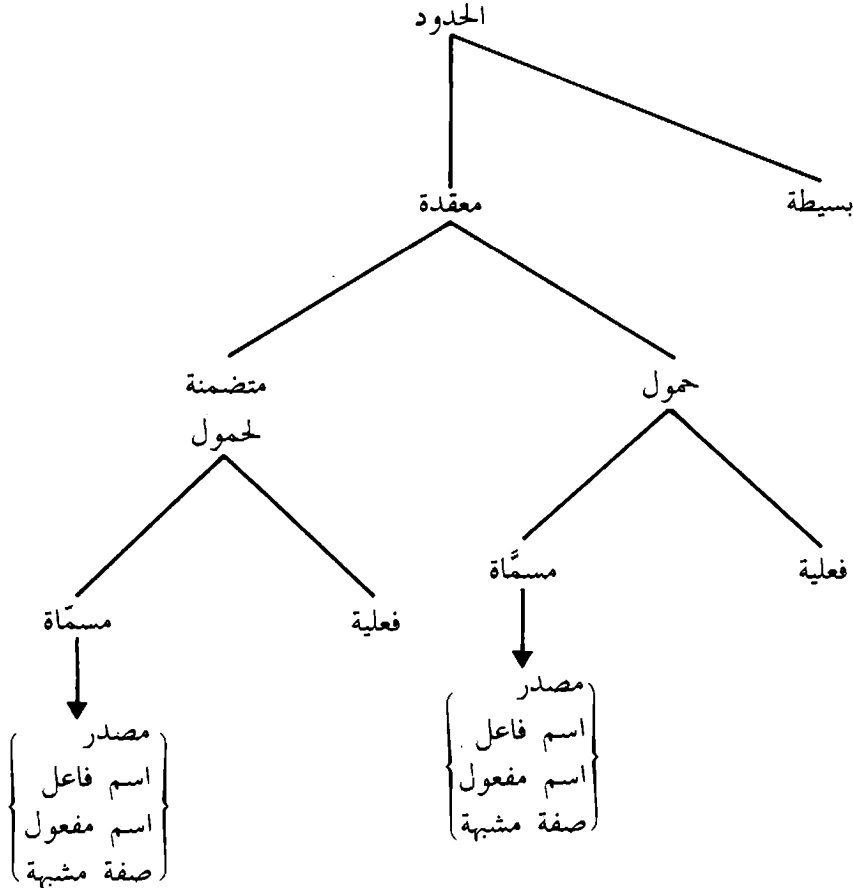 الحدود
بسيطة
معقدة
حمول
متضمنة
لحمول
فعلية
مسمَّاة
فعلية
مسمّاة
مصدر
اسم فاعل
اسم مفعول
صفة مشبهة
مصدر
اسم فاعل
اسم مفعول
صفة مشبهة